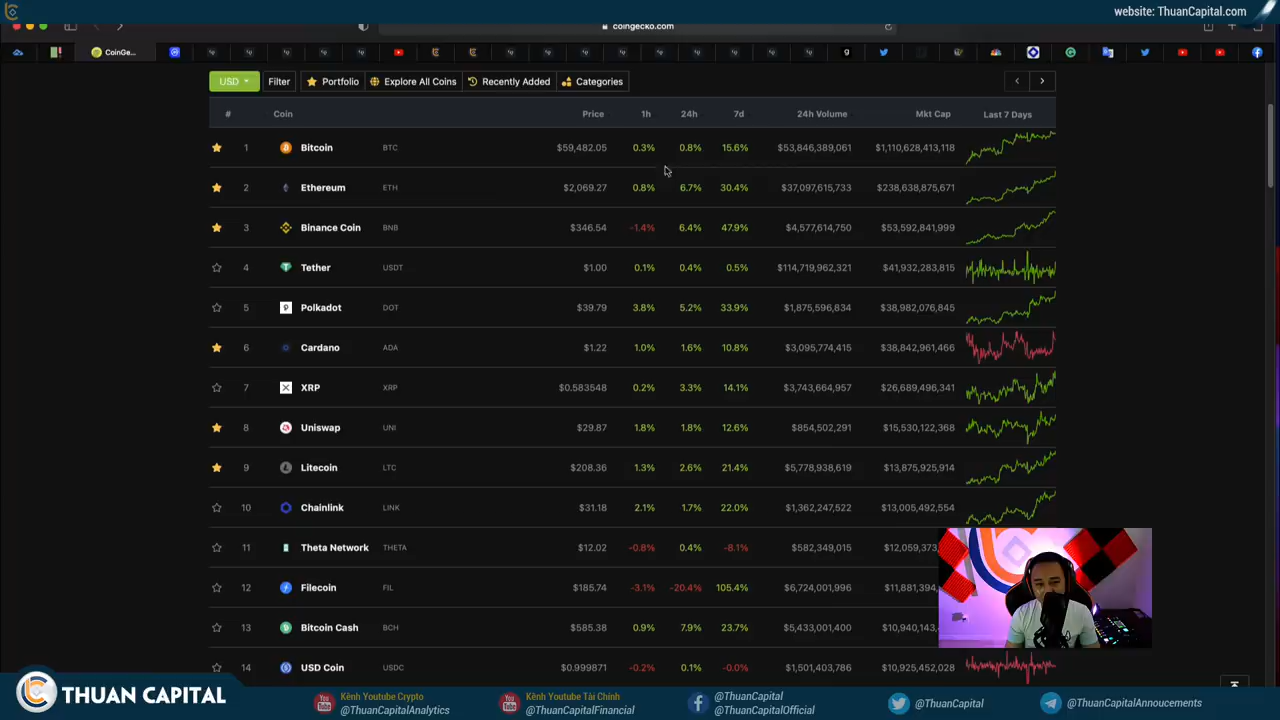 website: ThuanCapital.com
coingecko.com
CoinGe...
USD Filter Portfolio Explore All Coins Recently Added Categories
# Coin Price 1h 24h 7d 24h Volume Mkt Cap Last 7 Days
1 Bitcoin BTC $59,482.05 0.3% 0.8% 15.6% $53,846,389,061 $1,110,628,413,118
2 Ethereum ETH $2,069.27 0.8% 6.7% 30.4% $37,097,615,733 $238,638,875,671
3 Binance Coin BNB $346.54 -1.4% 6.4% 47.9% $4,577,614,750 $53,592,841,999
4 Tether USDT $1.00 0.1% 0.4% 0.5% $114,719,962,321 $41,932,283,815
5 Polkadot DOT $39.79 3.8% 5.2% 33.9% $1,875,596,834 $38,982,076,845
6 Cardano ADA $1.22 1.0% 1.6% 10.8% $3,095,774,415 $38,842,961,466
7 XRP XRP $0.583548 0.2% 3.3% 14.1% $3,743,664,957 $26,689,496,341
8 Uniswap UNI $29.87 1.8% 1.8% 12.6% $854,502,291 $15,530,122,368
9 Litecoin LTC $208.36 1.3% 2.6% 21.4% $5,778,938,619 $13,875,925,914
10 Chainlink LINK $31.18 2.1% 1.7% 22.0% $1,362,247,522 $13,005,492,554
11 Theta Network THETA $12.02 -0.8% 0.4% -8.1% $582,349,015 $12,059,373,
12 Filecoin FIL $185.74 -3.1% -20.4% 105.4% $6,724,001,996 $11,881,394,
13 Bitcoin Cash BCH $585.38 0.9% 7.9% 23.7% $5,433,001,400 $10,940,143,
14 USD Coin USDC $0.999871 -0.2% 0.1% -0.0% $1,501,403,786 $10,925,452,028
THUAN CAPITAL
Kênh Youtube Crypto
@ThuanCapitalAnalytics
Kênh Youtube Tài Chính
@ThuanCapitalFinancial
@ThuanCapital
@ThuanCapitalOfficial
@ThuanCapital
@ThuanCapitalAnnoucements